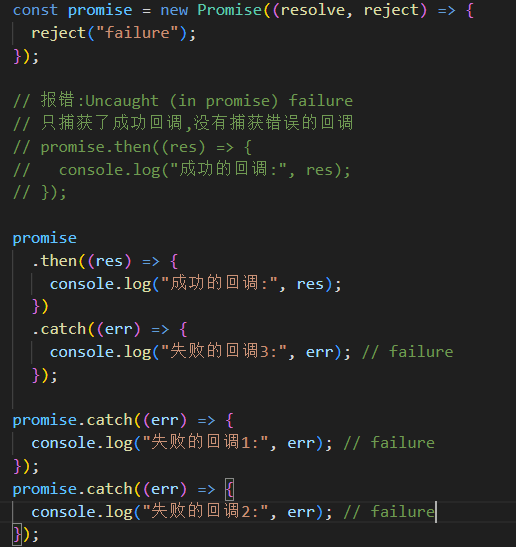 const promise = new Promise((resolve, reject) => {
  reject("failure");
});

// 报错:Uncaught (in promise) failure
// 只捕获了成功回调,没有捕获错误的回调
// promise.then((res) => {
//   console.log("成功的回调:", res);
// });

promise
  .then((res) => {
    console.log("成功的回调:", res);
  })
  .catch((err) => {
    console.log("失败的回调3:", err); // failure
  });

promise.catch((err) => {
  console.log("失败的回调1:", err); // failure
});
promise.catch((err) => {
  console.log("失败的回调2:", err); // failure
});